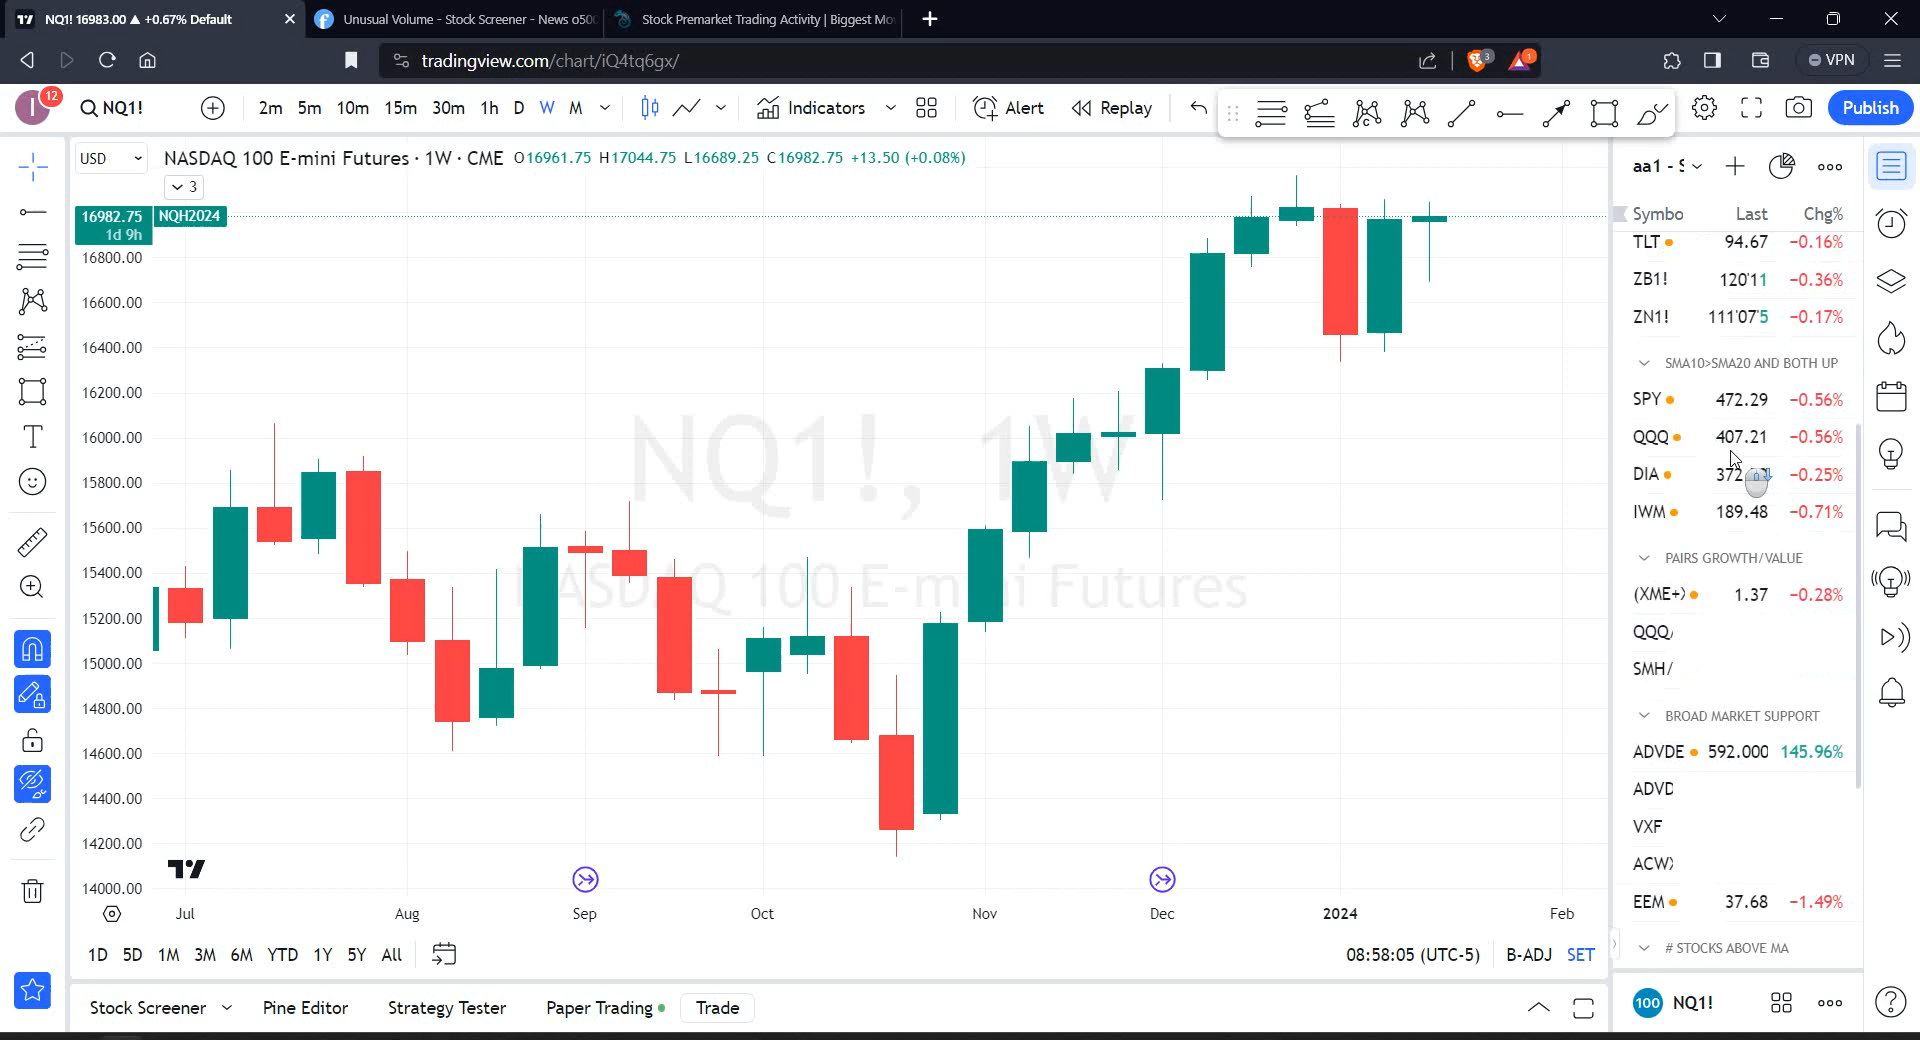 NQ1! 16983.00 ▲ +0.67% Default
Unusual Volume - Stock Screener - News o500
Stock Premarket Trading Activity | Biggest Mo
tradingview.com/chart/iQ4tq6gx/
3
1
VPN
I
12
NQ1!
2m 5m 10m 15m 30m 1h D W M
Indicators
Alert
Replay
Publish
USD
NASDAQ 100 E-mini Futures · 1W · CME O16961.75 H17044.75 L16689.25 C16982.75 +13.50 (+0.08%)
3
16982.75
1d 9h
NQH2024
16800.00
16600.00
16400.00
16200.00
16000.00
15800.00
15600.00
15400.00
15200.00
15000.00
14800.00
14600.00
14400.00
14200.00
14000.00
NQ1!, 1W
NASDAQ 100 E-mini Futures
Jul Aug Sep Oct Nov Dec 2024 Feb
1D 5D 1M 3M 6M YTD 1Y 5Y All
08:58:05 (UTC-5) B-ADJ SET
Stock Screener
Pine Editor
Strategy Tester
Paper Trading
Trade
aa1 - S
Symbo Last Chg%
TLT 94.67 −0.16%
ZB1! 120'11 −0.36%
ZN1! 111'07'5 −0.17%
SMA10>SMA20 AND BOTH UP
SPY 472.29 −0.56%
QQQ 407.21 −0.56%
DIA 372 −0.25%
IWM 189.48 −0.71%
PAIRS GROWTH/VALUE
(XME+) 1.37 −0.28%
QQQ/
SMH/
BROAD MARKET SUPPORT
ADVDE 592.000 145.96%
ADVD
VXF
ACWX
EEM 37.68 −1.49%
# STOCKS ABOVE MA
100 NQ1!